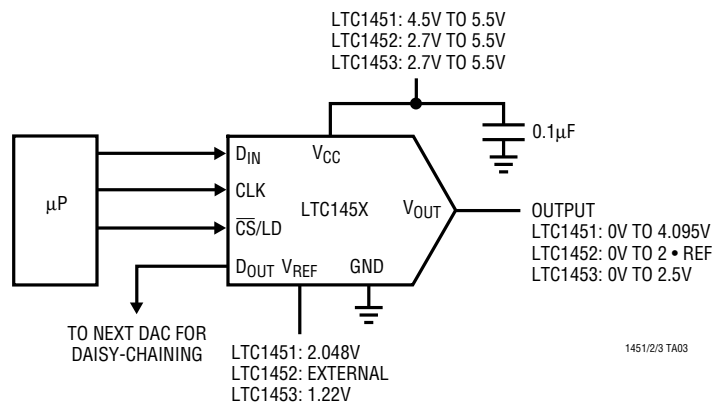 LTC1451: 4.5V TO 5.5V
LTC1452: 2.7V TO 5.5V
LTC1453: 2.7V TO 5.5V
0.1µF
µP
DIN
VCC
CLK
LTC145X
VOUT
CS/LD
DOUT
VREF
GND
OUTPUT
LTC1451: 0V TO 4.095V
LTC1452: 0V TO 2 • REF
LTC1453: 0V TO 2.5V
TO NEXT DAC FOR
DAISY-CHAINING
LTC1451: 2.048V
LTC1452: EXTERNAL
LTC1453: 1.22V
1451/2/3 TA03